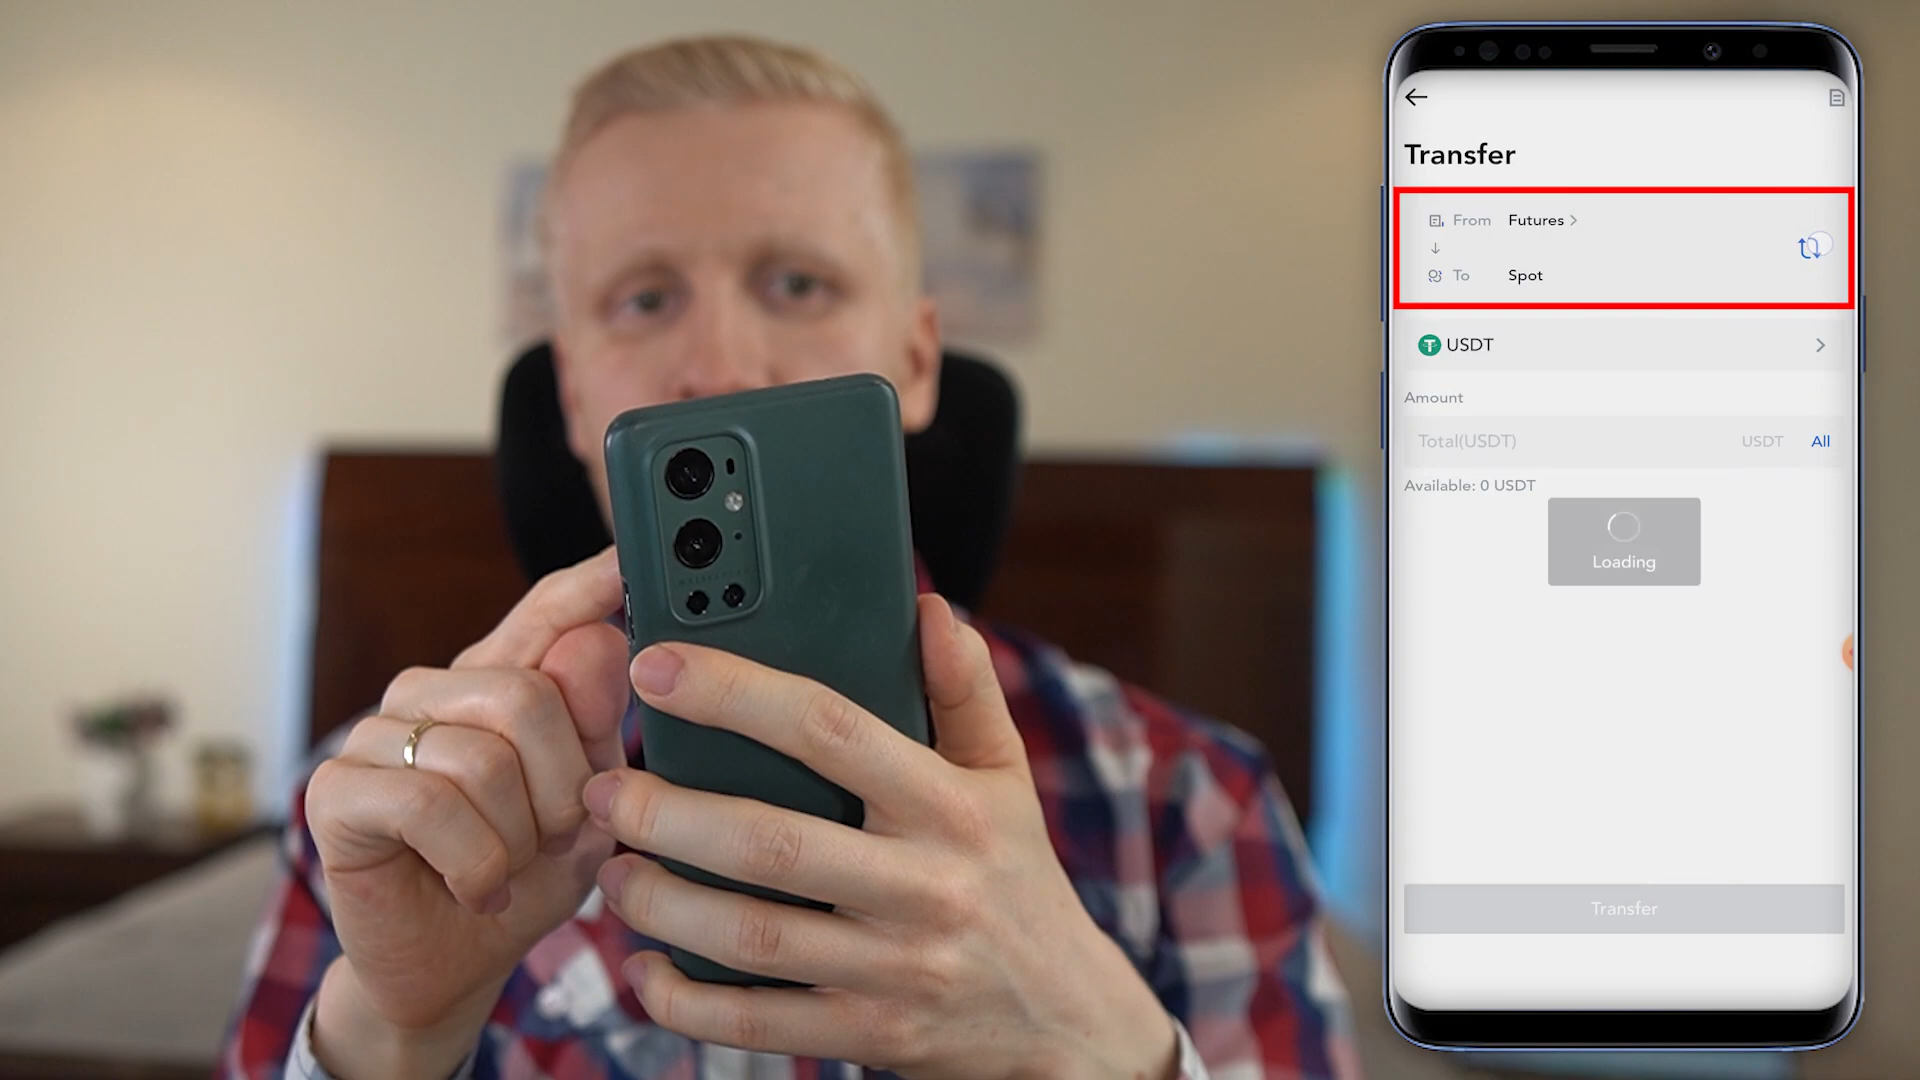 Transfer
From Futures >
To Spot
USDT
Amount
Total(USDT) USDT All
Available: 0 USDT
Loading
Transfer